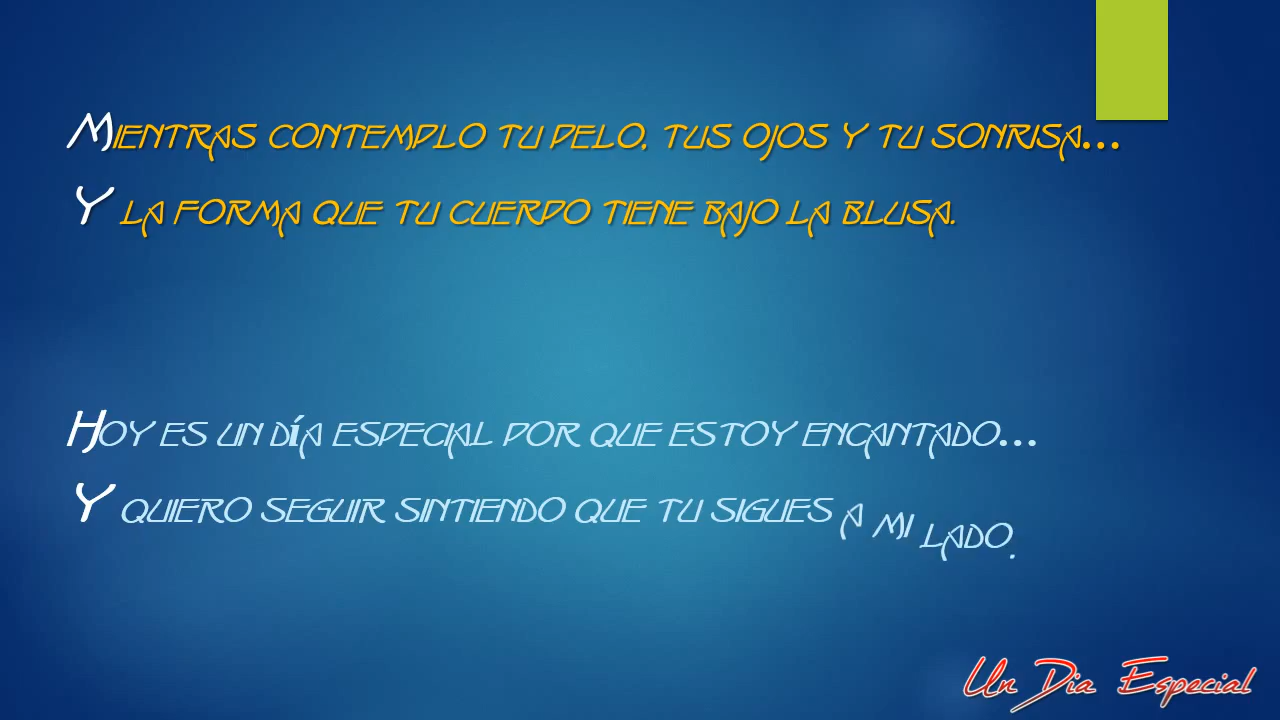 Mientras contemplo tu pelo, tus ojos y tu sonrisa...
Y la forma que tu cuerpo tiene bajo la blusa.
Hoy es un día especial por que estoy encantado...
Y quiero seguir sintiendo que tu sigues a mi lado.
Un Dia Especial